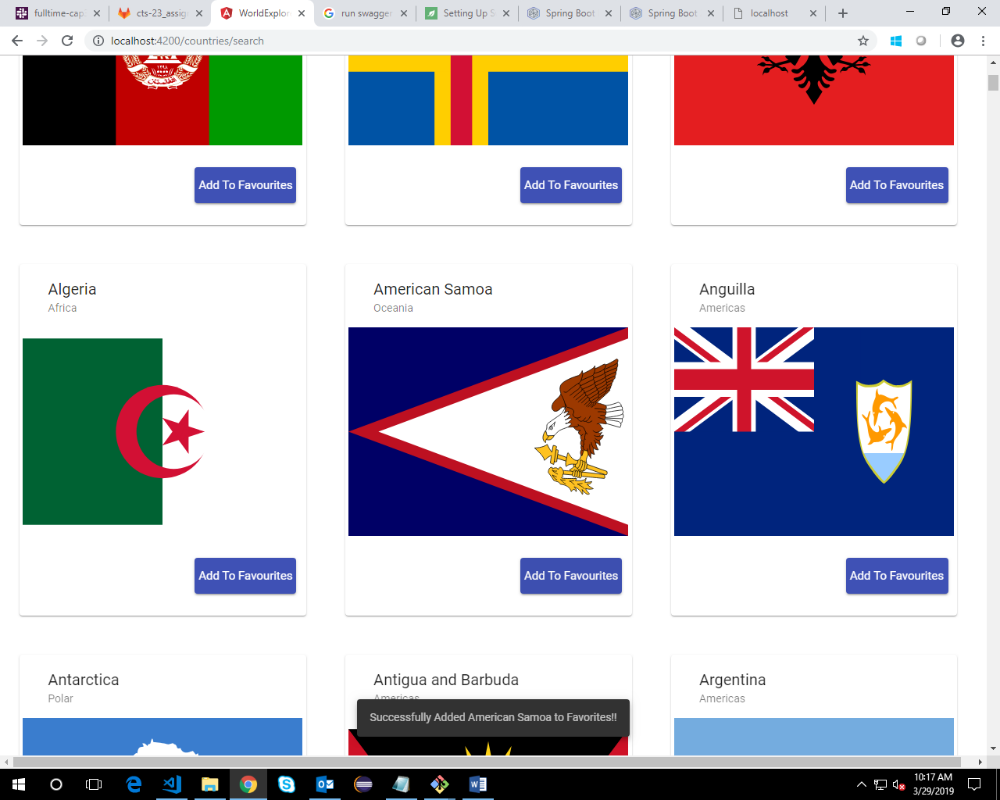 fulltime-cap
cts-23_assig
WorldExplor
run swagger
Setting Up S
Spring Boot
Spring Boot
localhost
localhost:4200/countries/search
Add To Favourites
Add To Favourites
Add To Favourites
Algeria
Africa
American Samoa
Oceania
Anguilla
Americas
Add To Favourites
Add To Favourites
Add To Favourites
Antarctica
Polar
Antigua and Barbuda
Americas
Argentina
Americas
Successfully Added American Samoa to Favorites!!
10:17 AM
3/29/2019